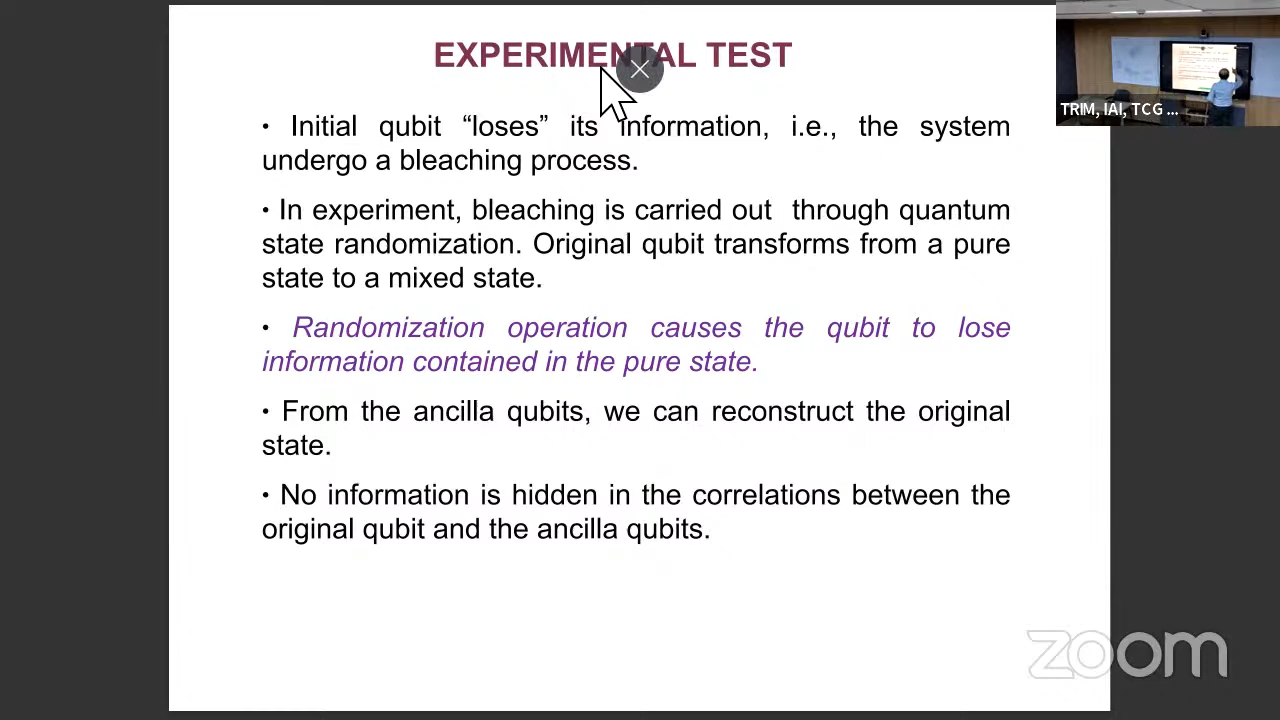 EXPERIMENTAL TEST
• Initial qubit “loses” its information, i.e., the system
undergo a bleaching process.
• In experiment, bleaching is carried out through quantum
state randomization. Original qubit transforms from a pure
state to a mixed state.
• Randomization operation causes the qubit to lose
information contained in the pure state.
• From the ancilla qubits, we can reconstruct the original
state.
• No information is hidden in the correlations between the
original qubit and the ancilla qubits.
TRIM, IAI, TCG ...
zoom